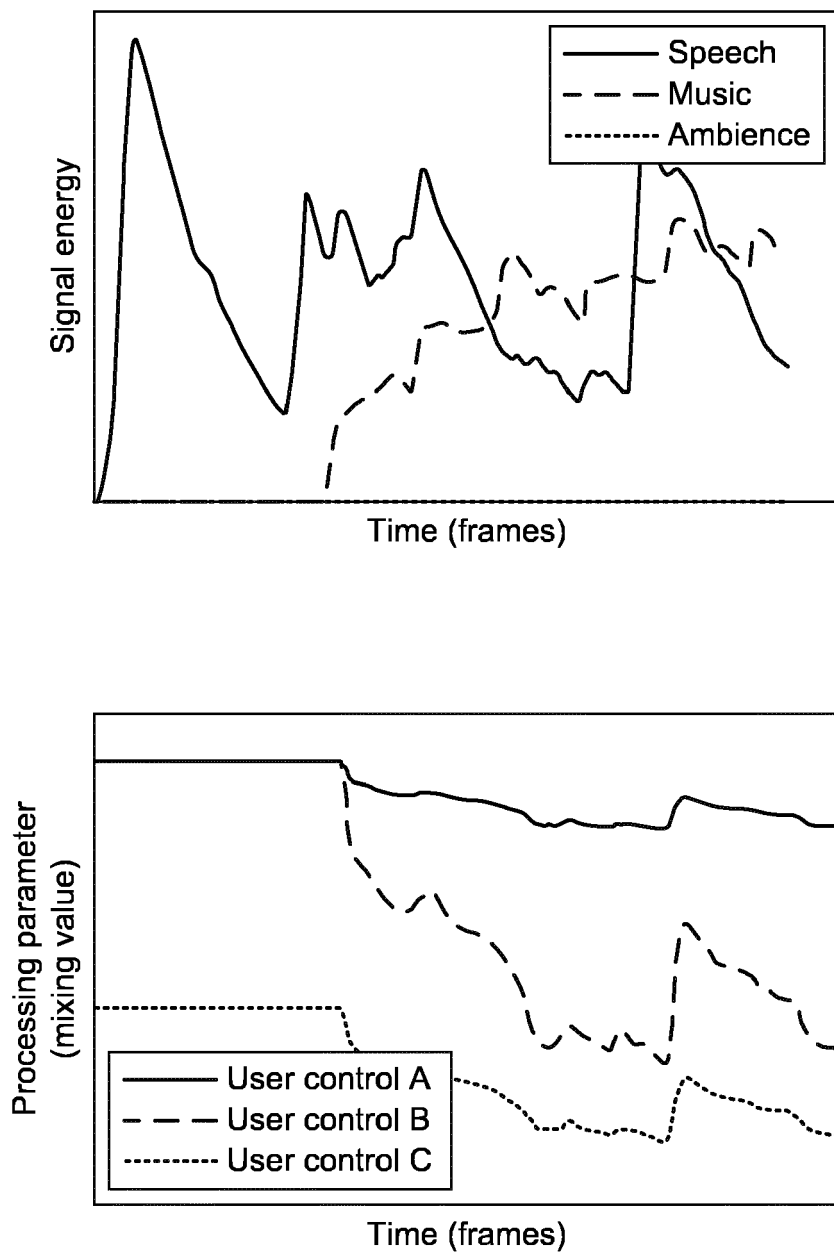 Speech
Music
Ambience
Signal energy
Time (frames)
Processing parameter
(mixing value)
User control A
User control B
User control C
Time (frames)